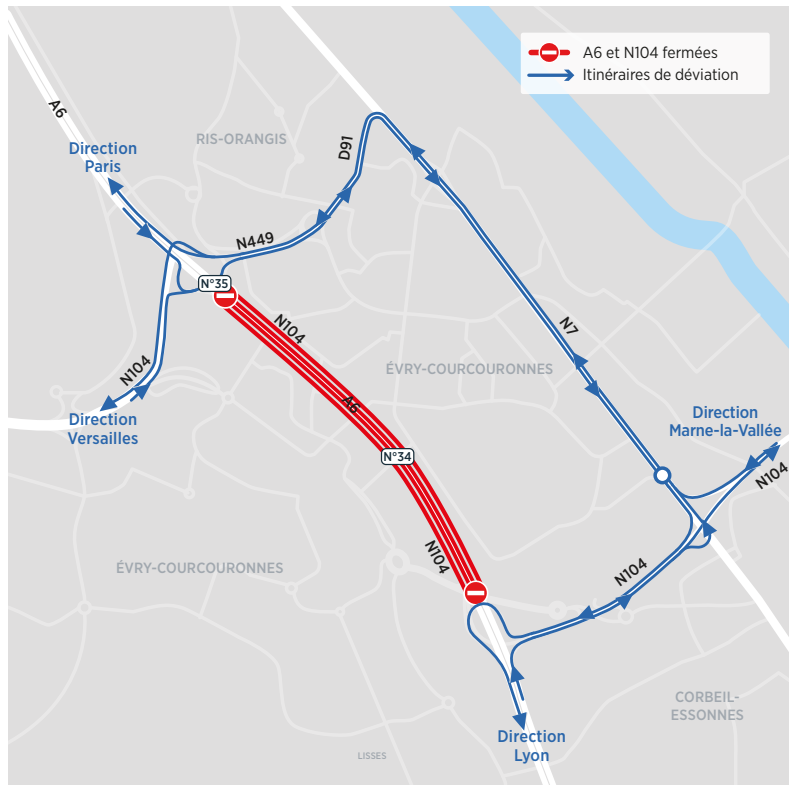 A6 et N104 fermées
Itinéraires de déviation
A6
Direction
Paris
RIS-ORANGIS
D91
N449
N°35
N104
N104
Direction
Versailles
A6
N°34
ÉVRY-COURCOURONNES
N7
Direction
Marne-la-Vallée
N104
N104
N104
ÉVRY-COURCOURONNES
CORBEIL-
ESSONNES
Direction
Lyon
LISSES